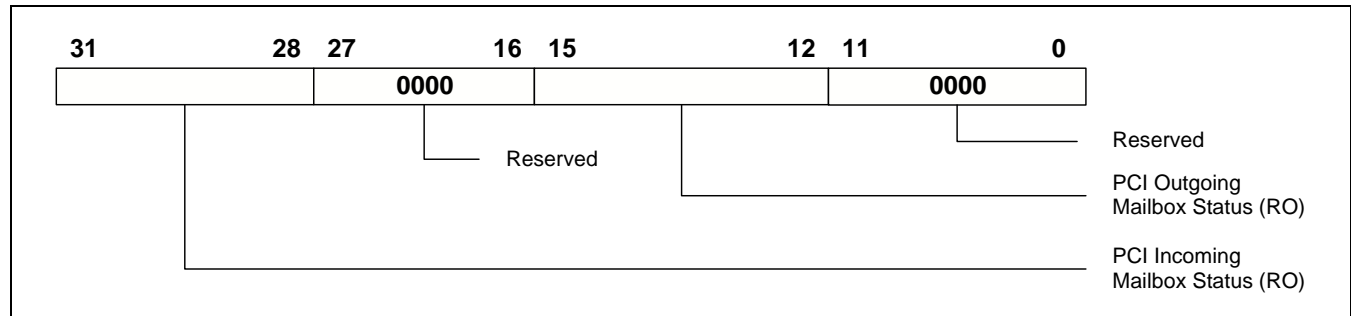 31 28 27 16 15 12 11 0
0000 0000
Reserved
Reserved
PCI Outgoing
Mailbox Status (RO)
PCI Incoming
Mailbox Status (RO)